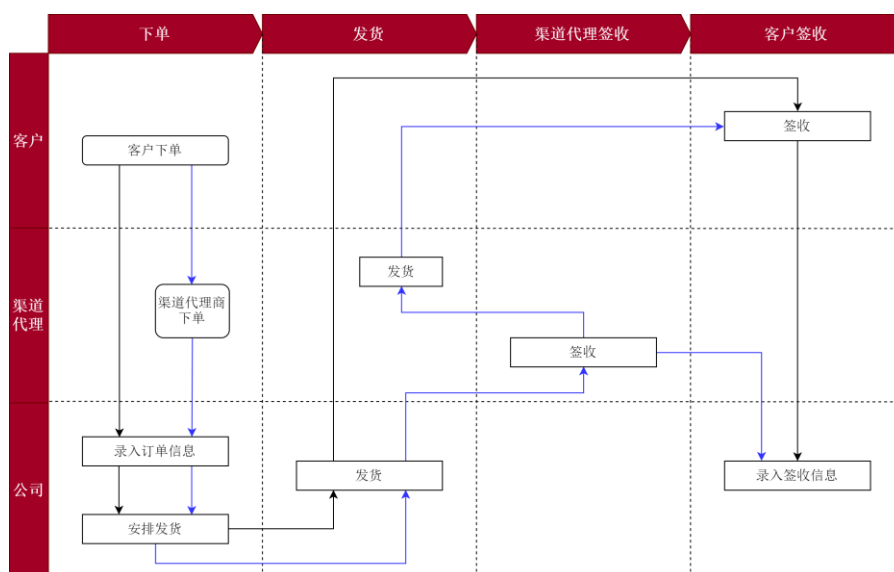 下单
发货
渠道代理签收
客户签收
客户
签收
客户下单
渠道
代理
发货
渠道代理商
下单
签收
公司
录入订单信息
发货
录入签收信息
安排发货